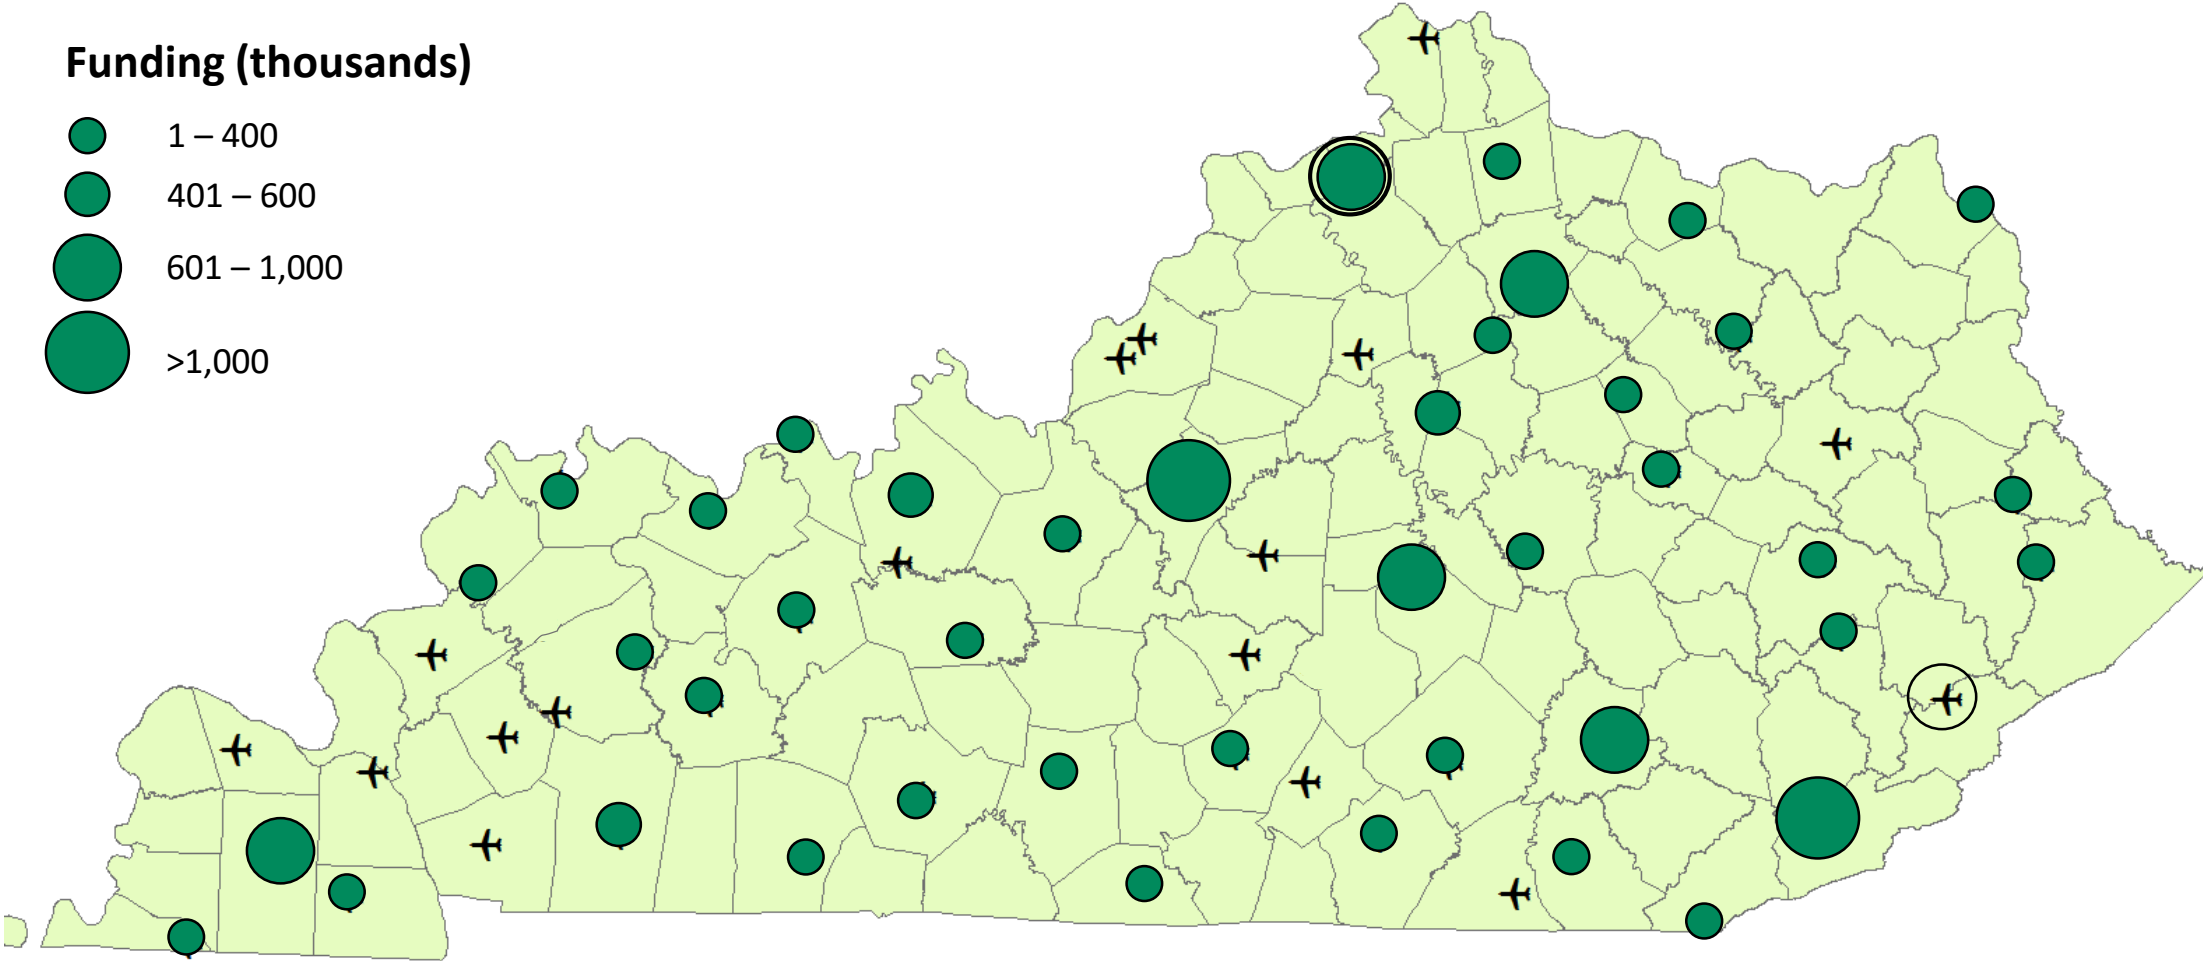 Funding (thousands)
1 – 400
401 – 600
601 – 1,000
>1,000